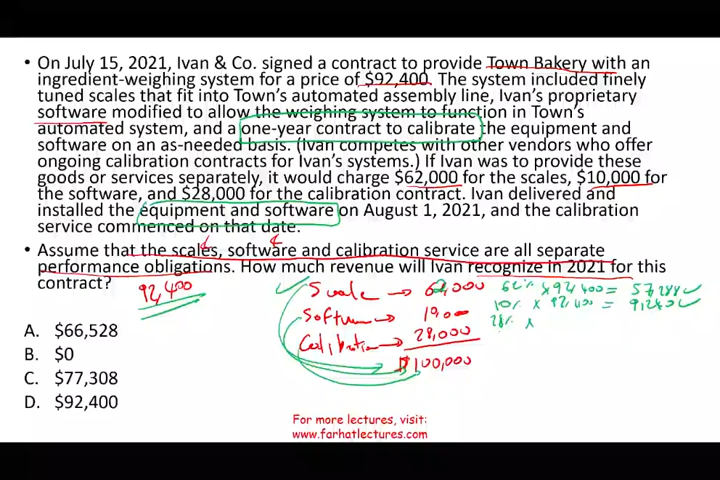 • On July 15, 2021, Ivan & Co. signed a contract to provide Town Bakery with an
ingredient-weighing system for a price of $92,400. The system included finely
tuned scales that fit into Town's automated assembly line, Ivan's proprietary
software modified to allow the weighing system to function in Town's
automated system, and a one-year contract to calibrate the equipment and
software on an as-needed basis. (Ivan competes with other vendors who offer
ongoing calibration contracts for Ivan's systems.) If Ivan was to provide these
goods or services separately, it would charge $62,000 for the scales, $10,000 for
the software, and $28,000 for the calibration contract. Ivan delivered and
installed the equipment and software on August 1, 2021, and the calibration
service commenced on that date.
• Assume that the scales, software and calibration service are all separate
performance obligations. How much revenue will Ivan recognize in 2021 for this
contract?
92,400
Scale → 62,000 62% × 92,400 = 57,288
Software → 10,000 10% × 92,400 = 9,240
Calibration → 28,000 28% ×
$100,000
A. $66,528
B. $0
C. $77,308
D. $92,400
For more lectures, visit:
www.farhatlectures.com